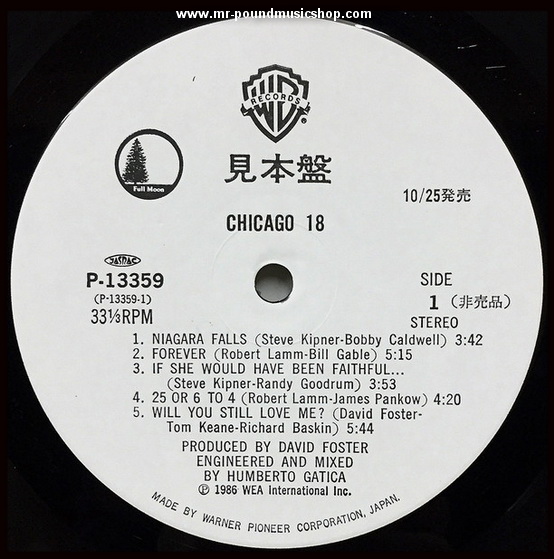 www.mr-poundmusicshop.com
W B
RECORDS
®
Full Moon
見本盤
10/25発売
CHICAGO 18
JASRAC
P-13359
(P-13359-1)
33⅓RPM
SIDE
1 (非売品)
STEREO
1. NIAGARA FALLS (Steve Kipner-Bobby Caldwell) 3:42
2. FOREVER (Robert Lamm-Bill Gable) 5:15
3. IF SHE WOULD HAVE BEEN FAITHFUL...
(Steve Kipner-Randy Goodrum) 3:53
4. 25 OR 6 TO 4 (Robert Lamm-James Pankow) 4:20
5. WILL YOU STILL LOVE ME? (David Foster-
Tom Keane-Richard Baskin) 5:44
PRODUCED BY DAVID FOSTER
ENGINEERED AND MIXED
BY HUMBERTO GATICA
℗ 1986 WEA International Inc.
MADE BY WARNER PIONEER CORPORATION, JAPAN.